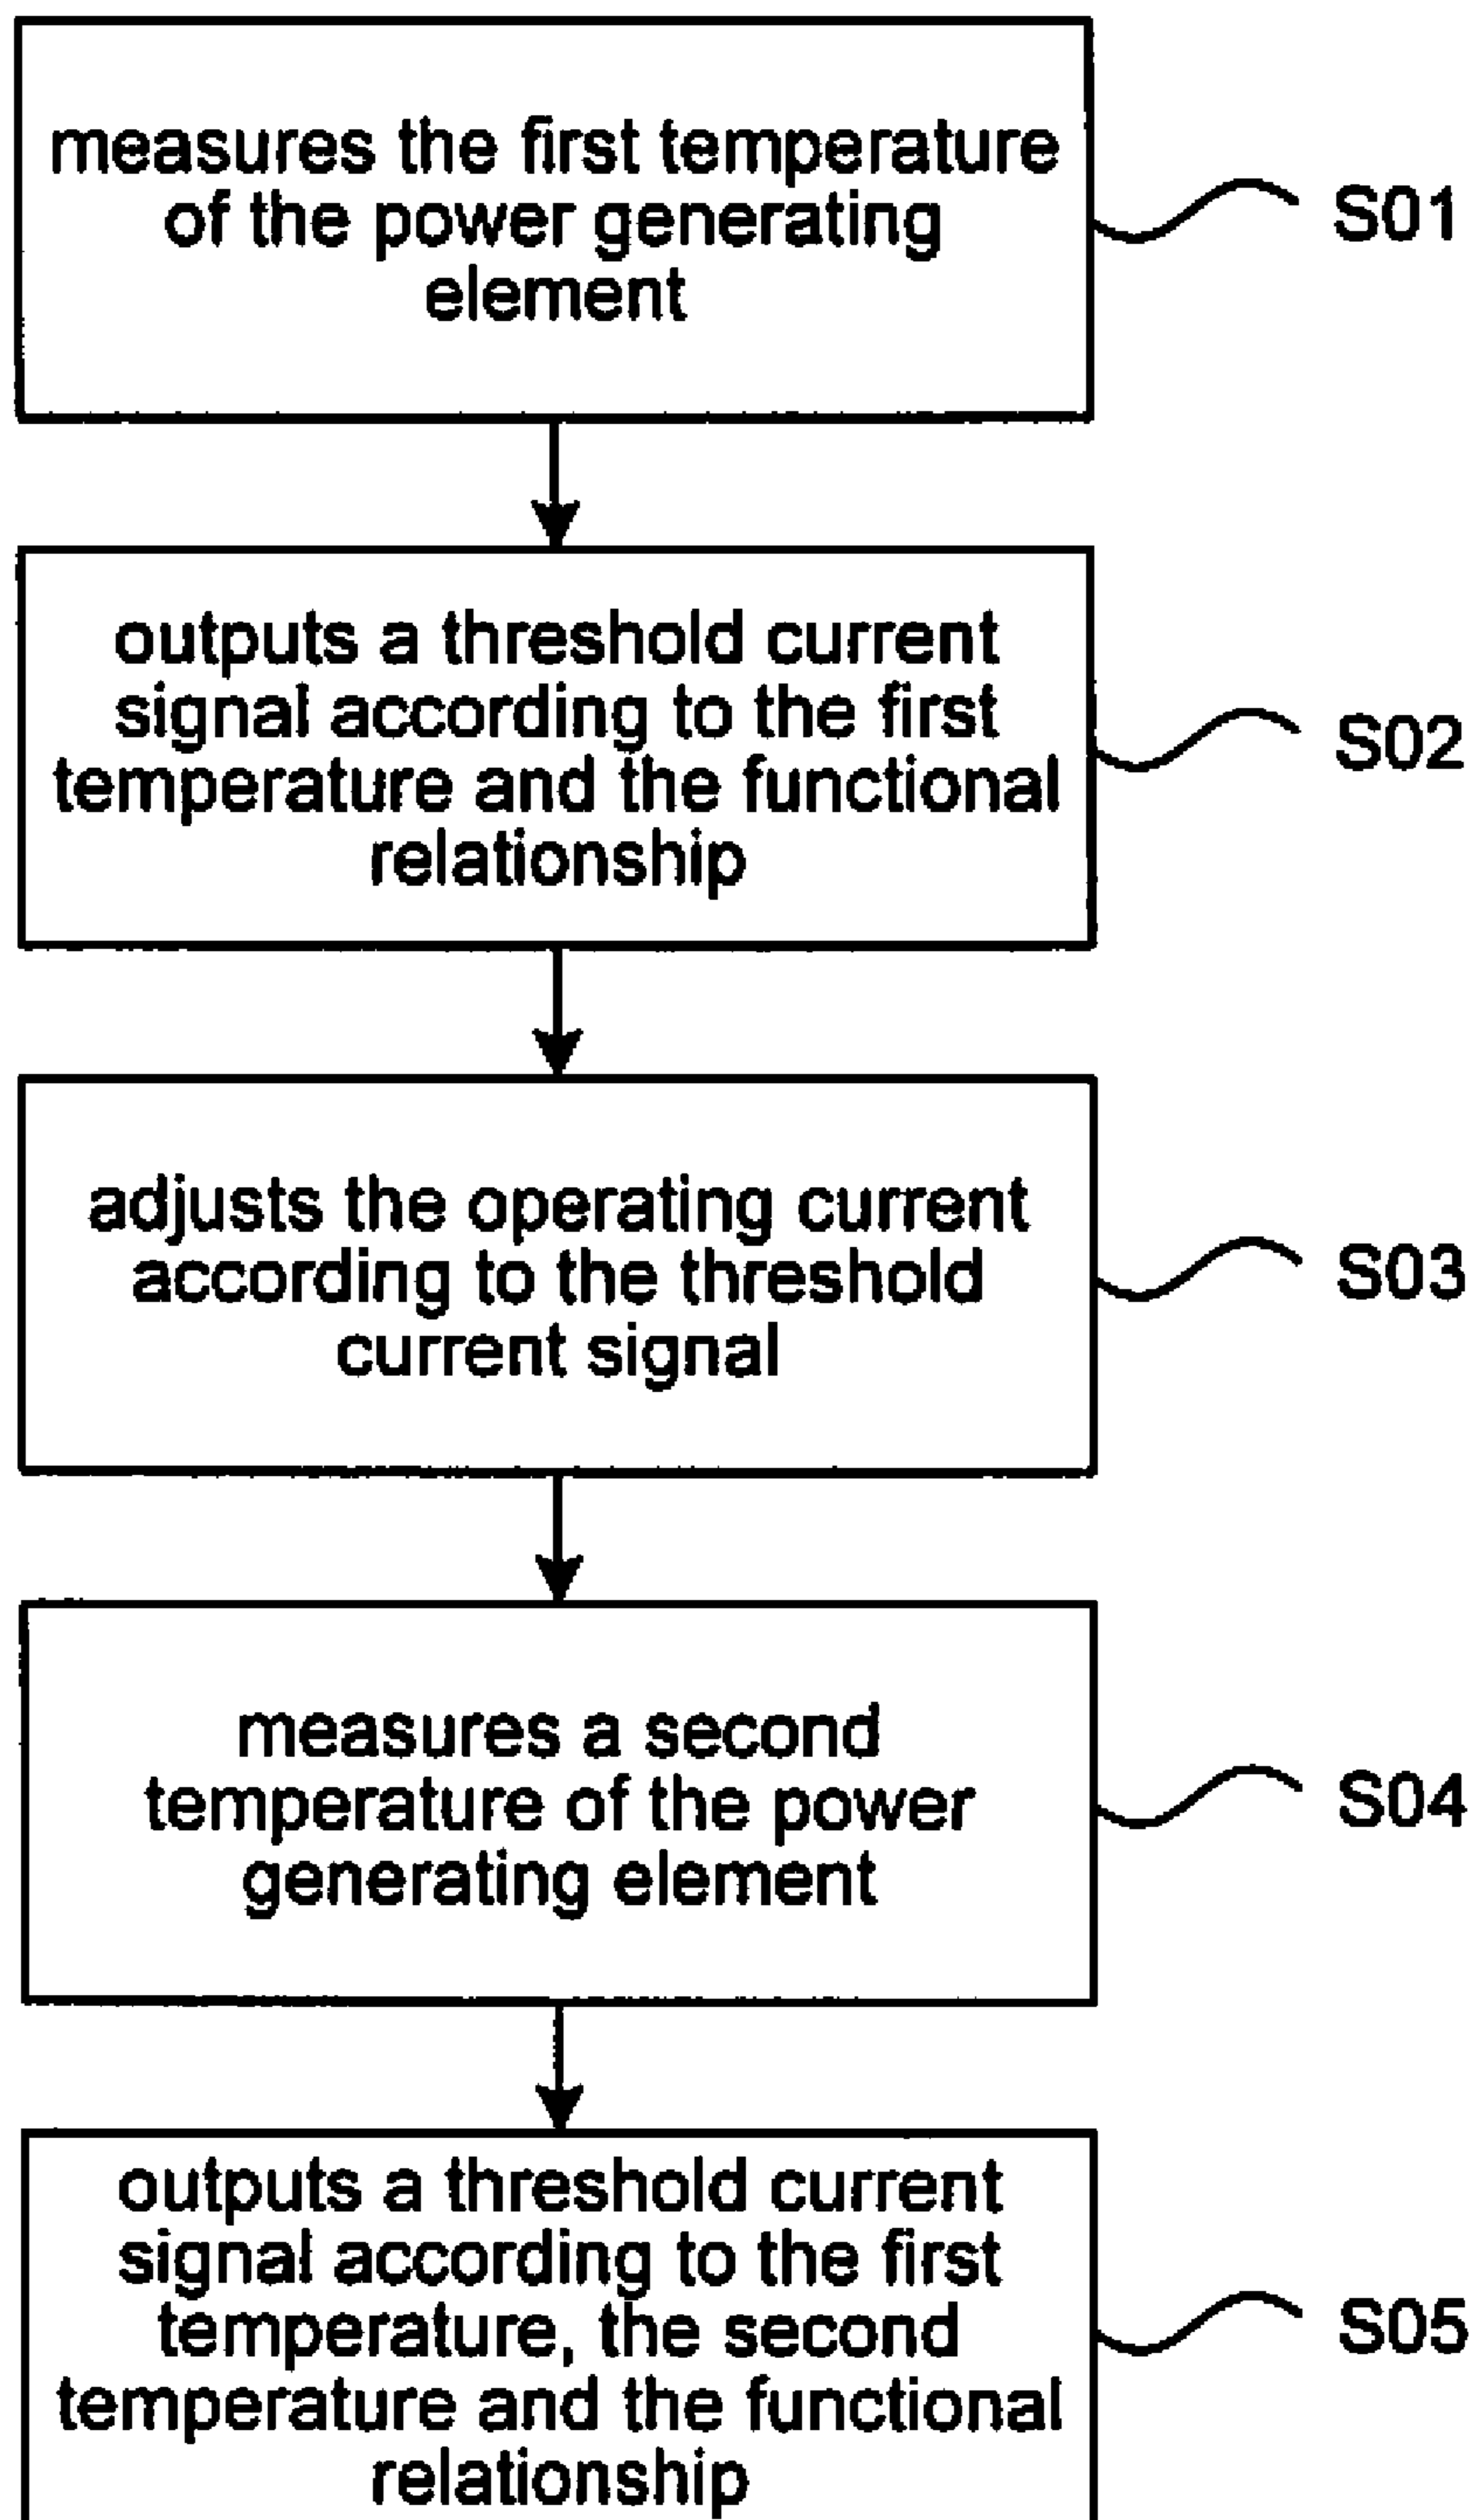 measures the first temperature
of the power generating
element
S01
outputs a threshold current
signal according to the first
temperature and the functional
relationship
S02
adjusts the operating current
according to the threshold
current signal
S03
measures a second
temperature of the power
generating element
S04
outputs a threshold current
signal according to the first
temperature, the second
temperature and the functional
relationship
S05